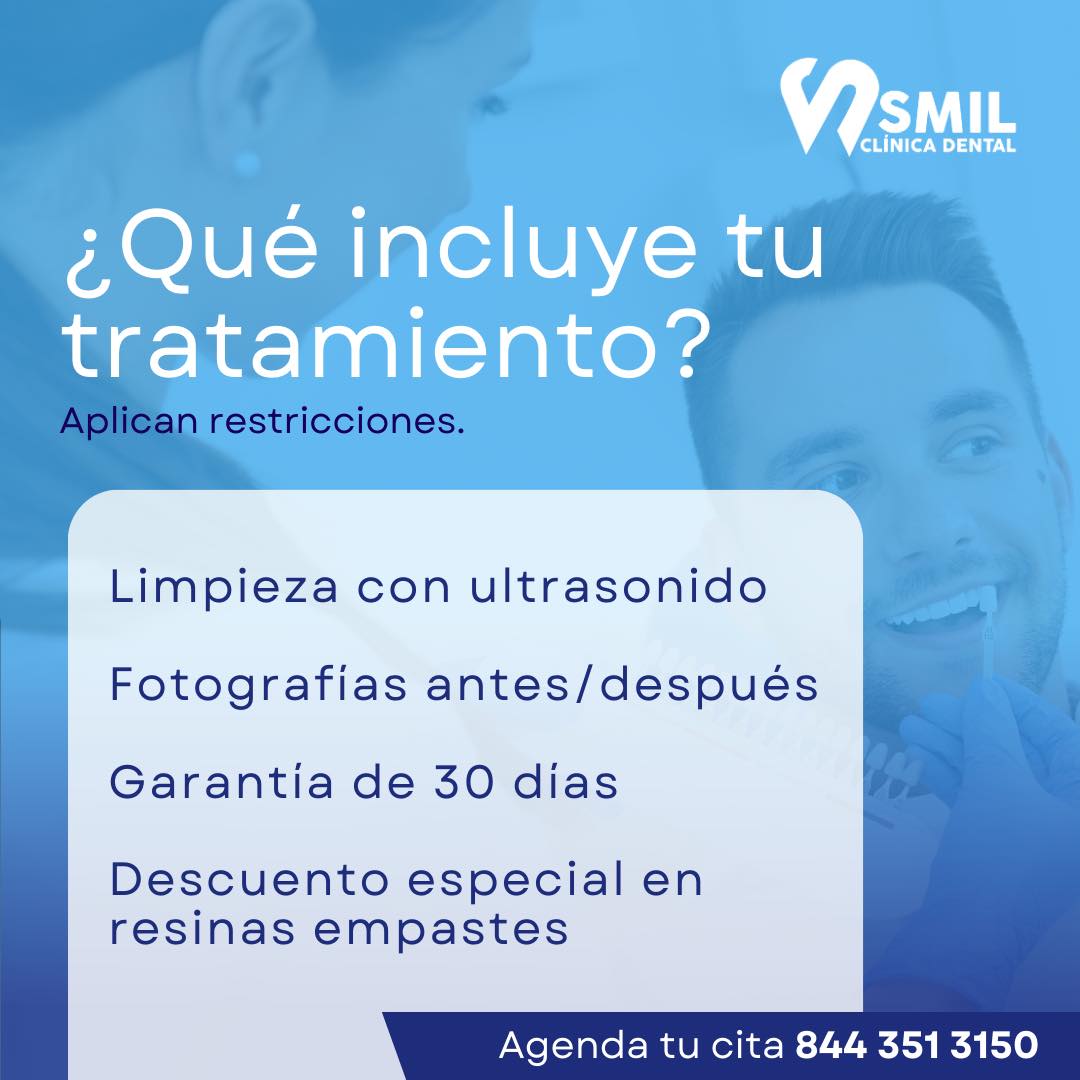 SMIL
CLÍNICA DENTAL
¿Qué incluye tu
tratamiento?
Aplican restricciones.
Limpieza con ultrasonido
Fotografías antes/después
Garantía de 30 días
Descuento especial en
resinas empastes
Agenda tu cita 844 351 3150